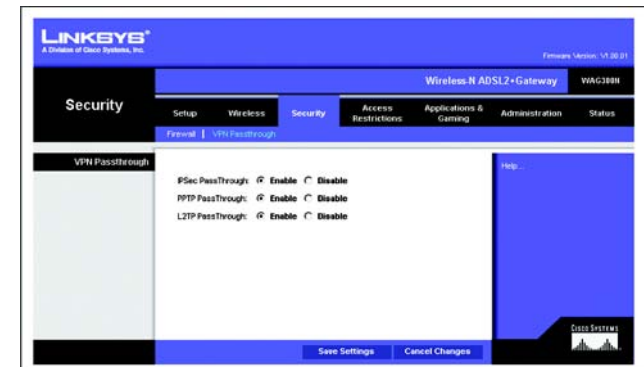 LINKSYS®
A Division of Cisco Systems, Inc.
Firmware Version: V1.00.01
Wireless-N ADSL2+Gateway WAG300N
Security
Setup Wireless Security Access Restrictions Applications & Gaming Administration Status
Firewall | VPN Passthrough
VPN Passthrough
IPSec PassThrough: Enable Disable
PPTP PassThrough: Enable Disable
L2TP PassThrough: Enable Disable
Help...
Save Settings Cancel Changes
CISCO SYSTEMS